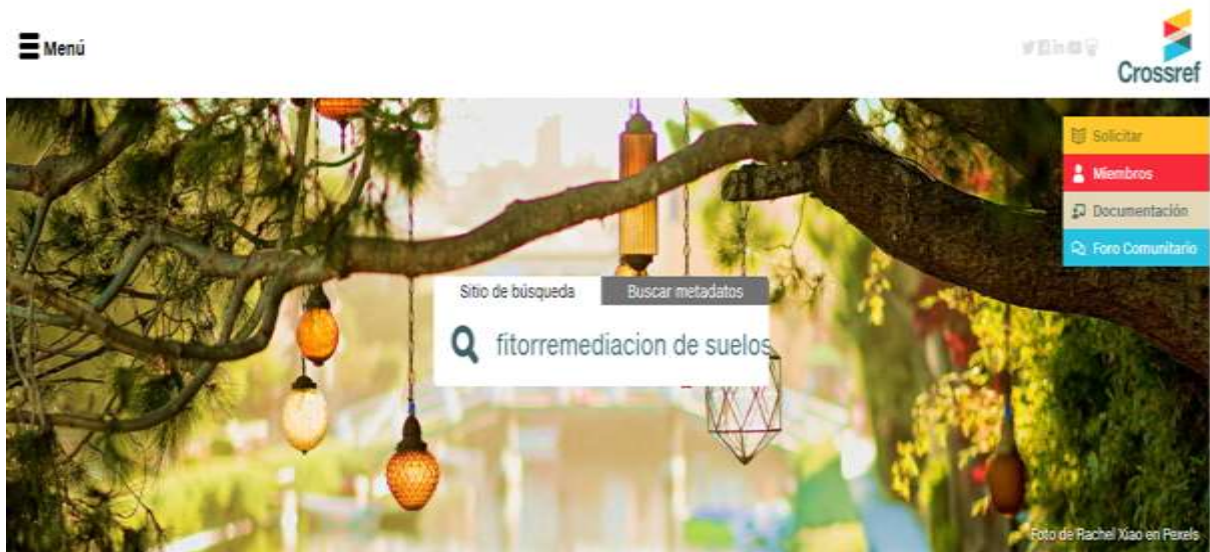 Menú
Crossref
Solicitar
Miembros
Documentación
Foro Comunitario
Sitio de búsqueda
Buscar metadatos
fitorremediacion de suelos
Foto de Rachel Xiao en Pexels